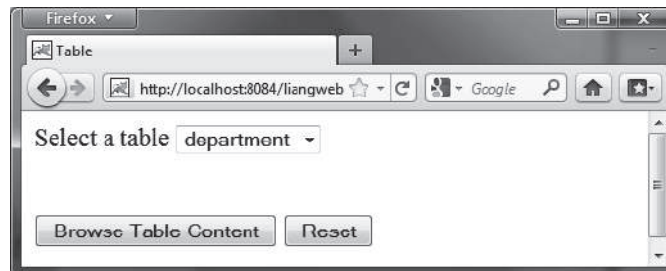 Firefox
Table
http://localhost:8084/liangweb
Google
Select a table department
Browse Table Content Reset